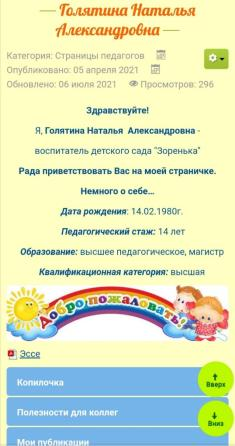 Голятина Наталья
Александровна
Категория: Страницы педагогов
Опубликовано: 05 апреля 2021
Обновлено: 06 июля 2021 Просмотров: 296
Здравствуйте!
Я, Голятина Наталья Александровна -
воспитатель детского сада "Зоренька"
Рада приветствовать Вас на моей страничке.
Немного о себе...
Дата рождения: 14.02.1980г.
Педагогический стаж: 14 лет
Образование: высшее педагогическое, магистр
Квалификационная категория: высшая
Добро пожаловать!
Эссе
Копилочка
Вверх
Полезности для коллег
Вниз
Мои публикации